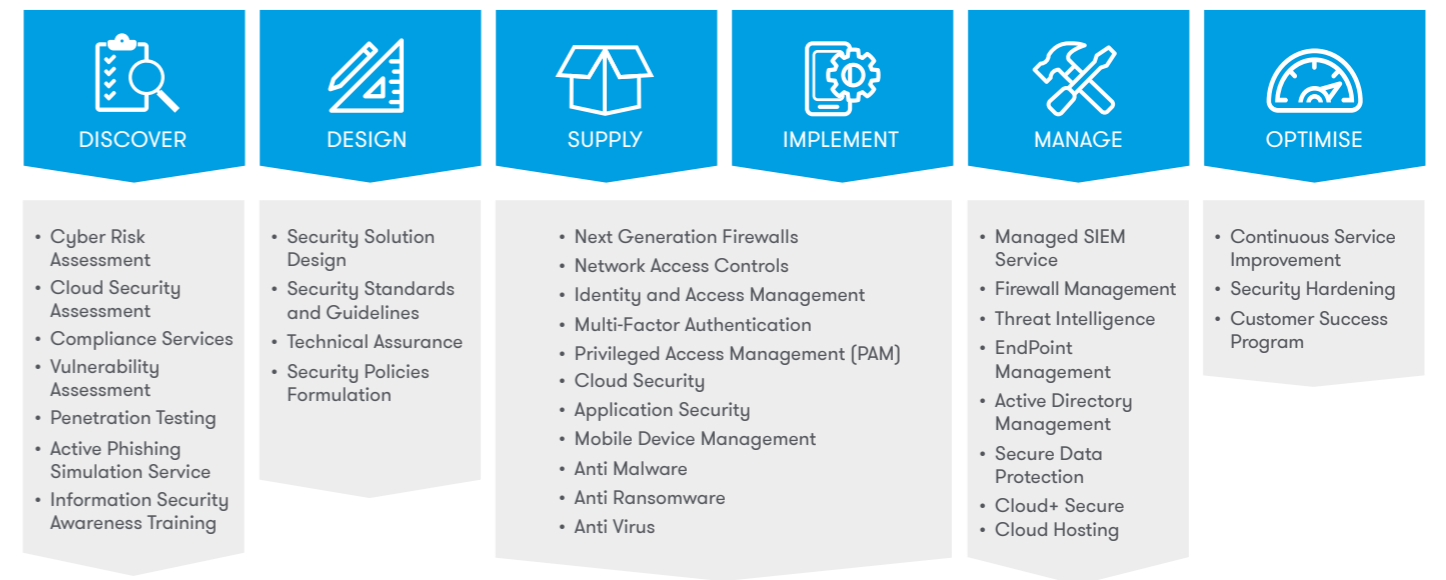 DISCOVER
DESIGN
SUPPLY
IMPLEMENT
MANAGE
OPTIMISE
• Cyber Risk
Assessment
• Cloud Security
Assessment
• Compliance Services
• Vulnerability
Assessment
• Penetration Testing
• Active Phishing
Simulation Service
• Information Security
Awareness Training
• Security Solution
Design
• Security Standards
and Guidelines
• Technical Assurance
• Security Policies
Formulation
• Next Generation Firewalls
• Network Access Controls
• Identity and Access Management
• Multi-Factor Authentication
• Privileged Access Management (PAM)
• Cloud Security
• Application Security
• Mobile Device Management
• Anti Malware
• Anti Ransomware
• Anti Virus
• Managed SIEM
Service
• Firewall Management
• Threat Intelligence
• EndPoint
Management
• Active Directory
Management
• Secure Data
Protection
• Cloud+ Secure
• Cloud Hosting
• Continuous Service
Improvement
• Security Hardening
• Customer Success
Program